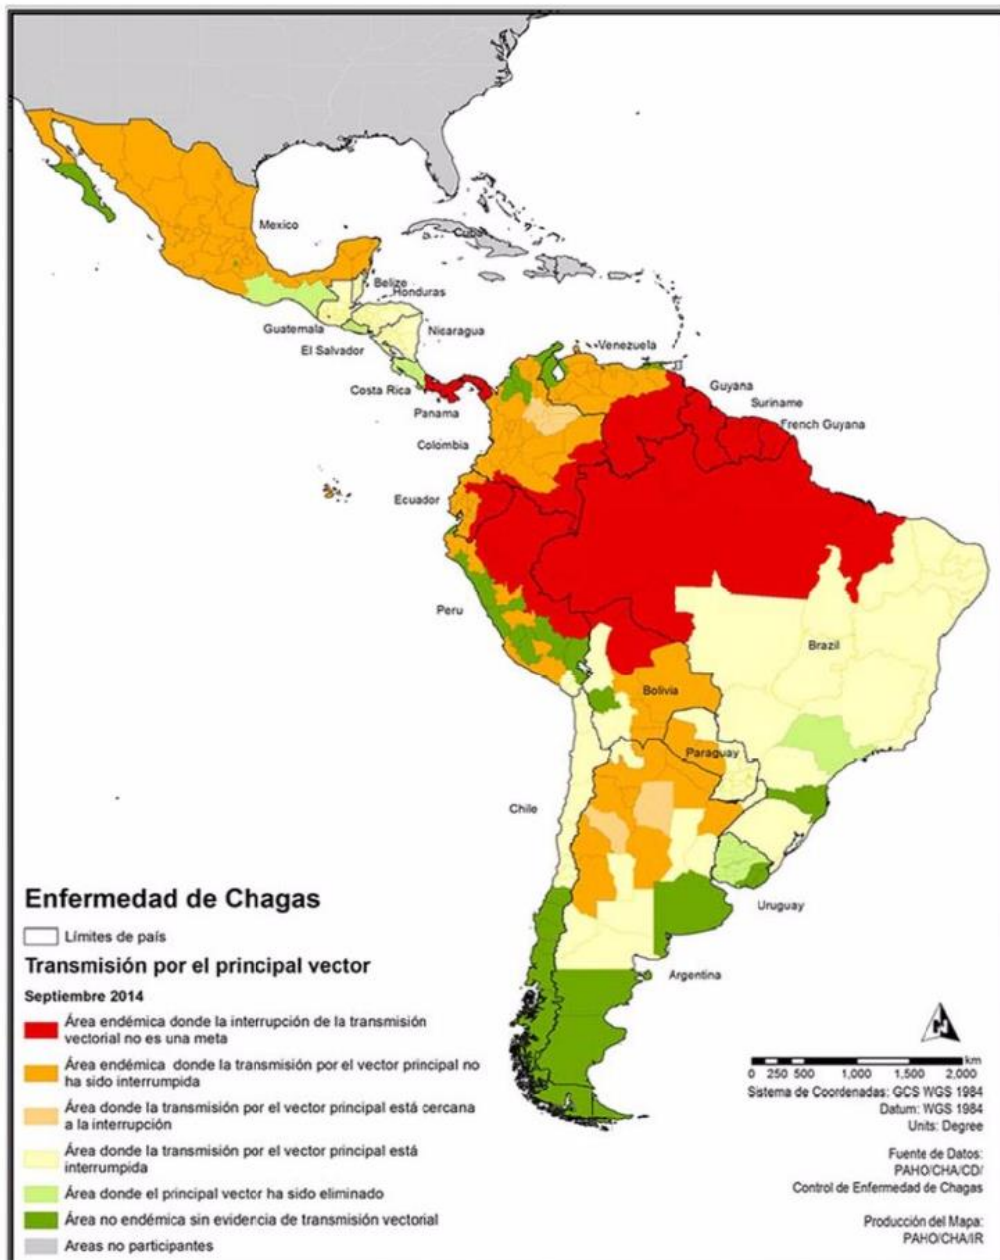 Mexico
Cuba
Belize
Honduras
Guatemala
Nicaragua
El Salvador
Costa Rica
Panama
Venezuela
Guyana
Suriname
French Guyana
Colombia
Ecuador
Peru
Brazil
Bolivia
Paraguay
Chile
Uruguay
Argentina
Enfermedad de Chagas
Límites de país
Transmisión por el principal vector
Septiembre 2014
Área endémica donde la interrupción de la transmisión
vectorial no es una meta
Área endémica donde la transmisión por el vector principal no
ha sido interrumpida
Área donde la transmisión por el vector principal está cercana
a la interrupción
Área donde la transmisión por el vector principal está
interrumpida
Área donde el principal vector ha sido eliminado
Área no endémica sin evidencia de transmisión vectorial
Areas no participantes
km
0 250 500 1,000 1,500 2,000
Sistema de Coordenadas: GCS WGS 1984
Datum: WGS 1984
Units: Degree
Fuente de Datos:
PAHO/CHA/CD/
Control de Enfermedad de Chagas
Producción del Mapa:
PAHO/CHA/IR